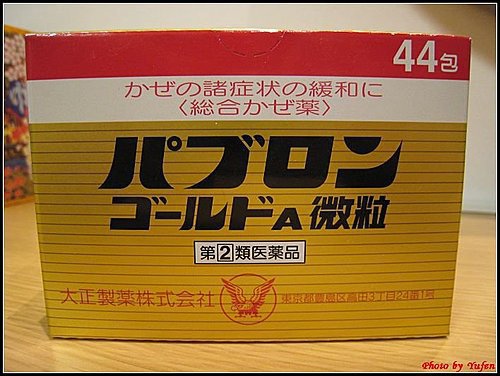 44包
かぜの諸症状の緩和に
〈総合かぜ薬〉
パブロン
ゴールドA微粒
第②類医薬品
大正製薬株式会社
東京都豊島区高田3丁目24番1号
Photo by Yufen